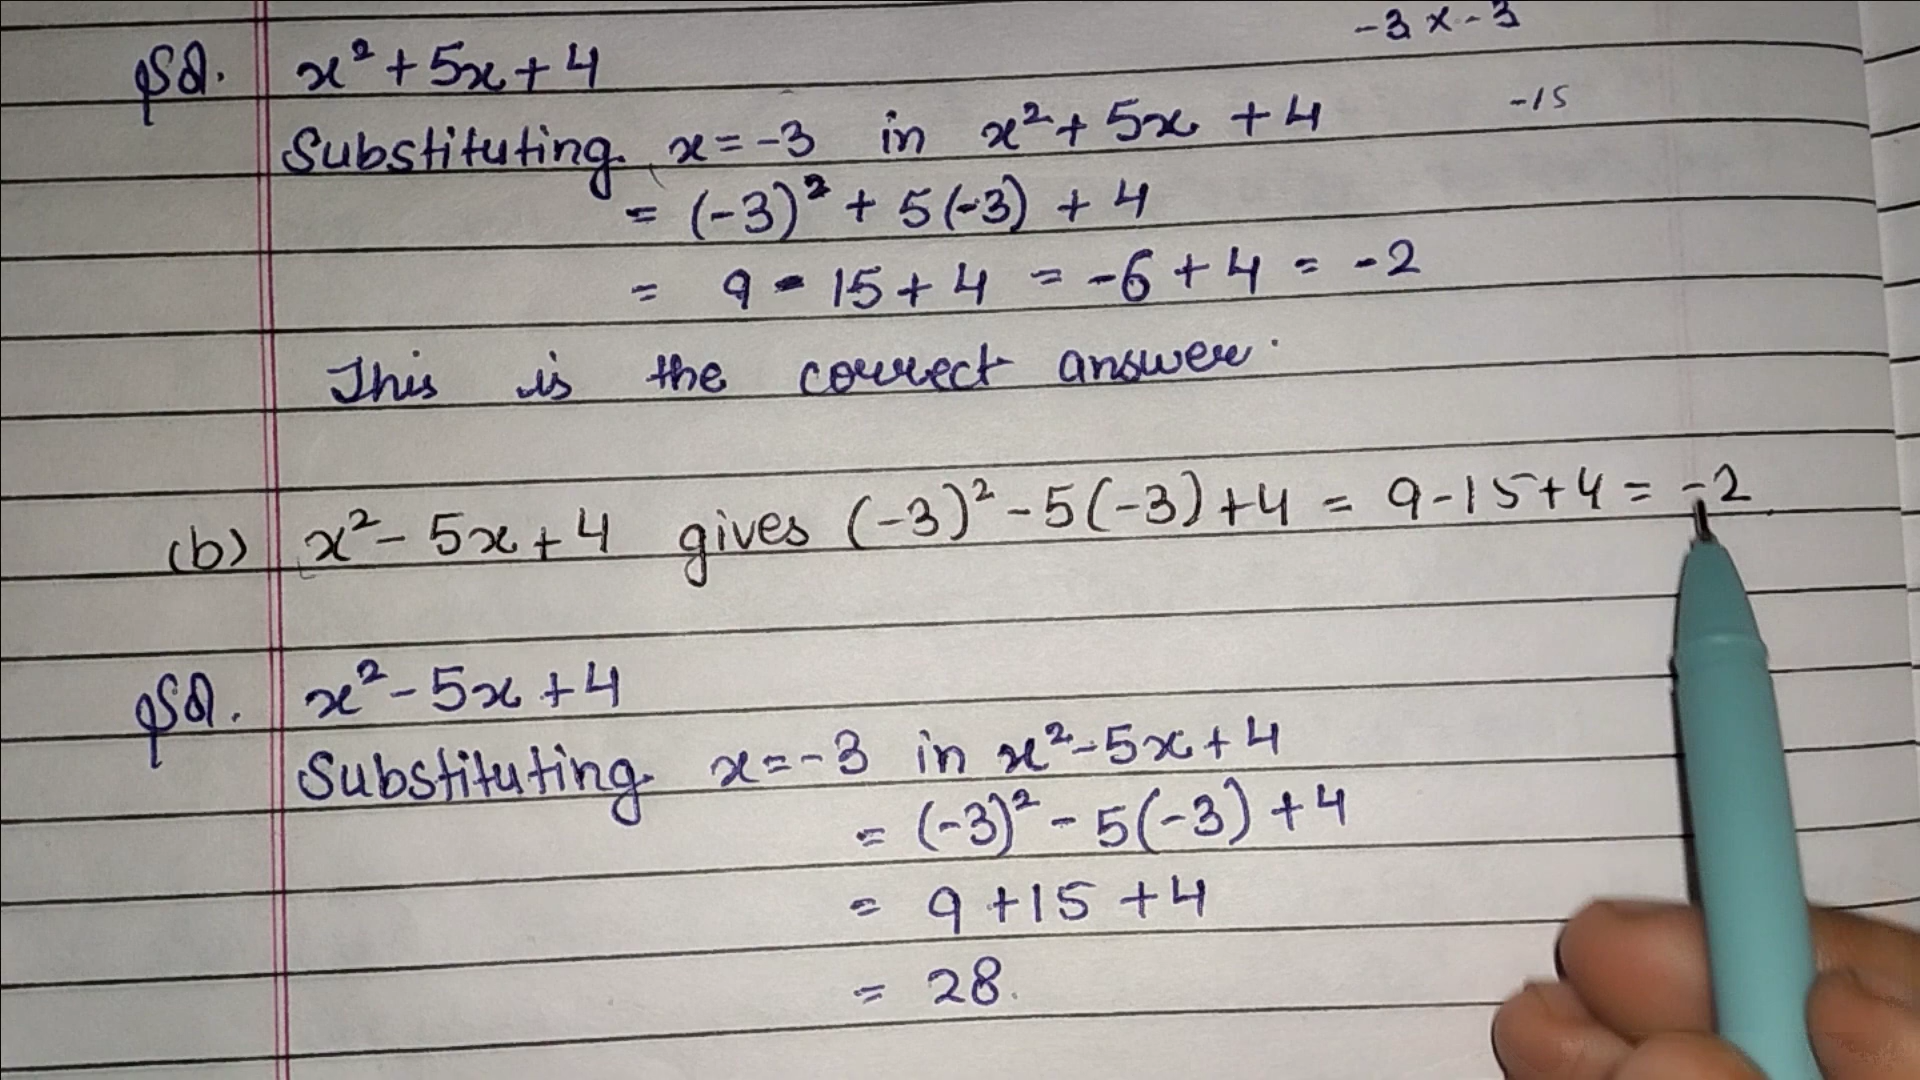 -3 x -3
Sol. x² + 5x + 4
-15
Substituting x = -3 in x² + 5x + 4
= (-3)² + 5(-3) + 4
= 9 - 15 + 4 = -6 + 4 = -2
This is the correct answer.
(b) x² - 5x + 4 gives (-3)² - 5(-3) + 4 = 9 - 15 + 4 = -2
Sol. x² - 5x + 4
Substituting x = -3 in x² - 5x + 4
= (-3)² - 5(-3) + 4
= 9 + 15 + 4
= 28.